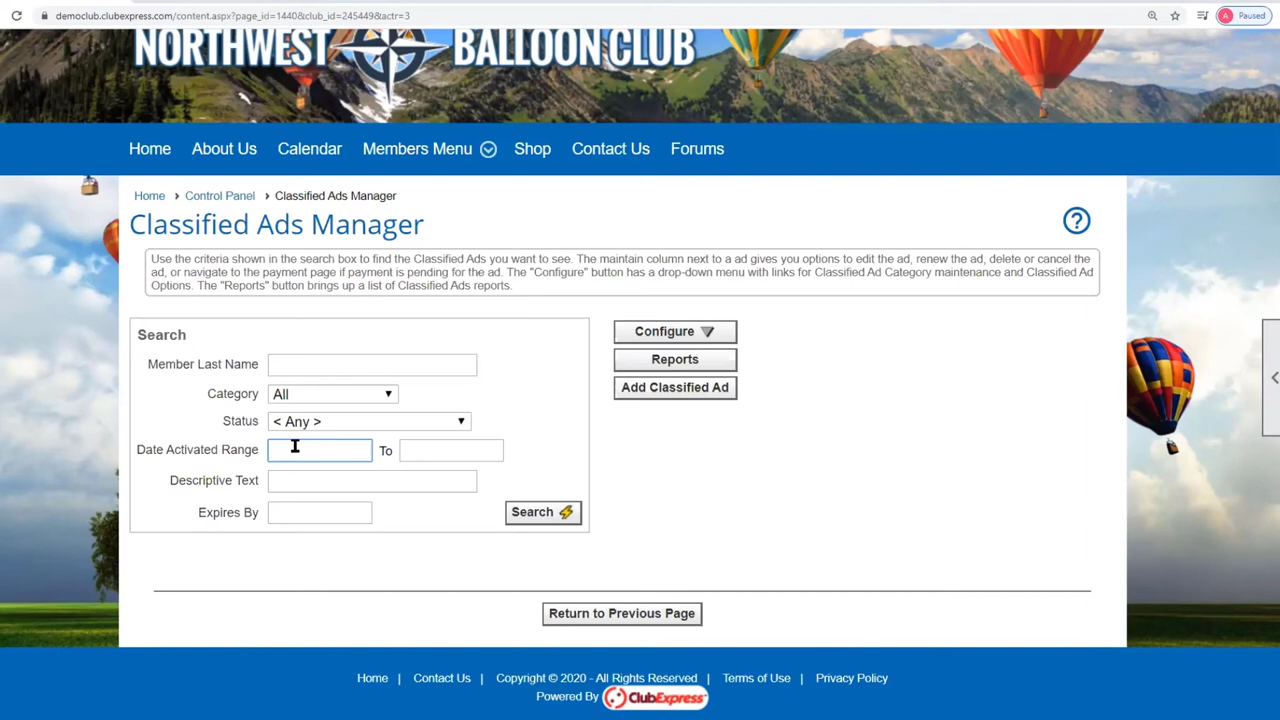 democlub.clubexpress.com/content.aspx?page_id=1440&club_id=245449&actr=3
A Paused
NORTHWEST BALLOON CLUB
Home About Us Calendar Members Menu Shop Contact Us Forums
Home › Control Panel › Classified Ads Manager
Classified Ads Manager
?
Use the criteria shown in the search box to find the Classified Ads you want to see. The maintain column next to a ad gives you options to edit the ad, renew the ad, delete or cancel the
ad, or navigate to the payment page if payment is pending for the ad. The "Configure" button has a drop-down menu with links for Classified Ad Category maintenance and Classified Ad
Options. The "Reports" button brings up a list of Classified Ads reports.
Search
Member Last Name
Category All
Status < Any >
Date Activated Range To
Descriptive Text
Expires By
Search
Configure
Reports
Add Classified Ad
Return to Previous Page
Home | Contact Us | Copyright © 2020 - All Rights Reserved | Terms of Use | Privacy Policy
Powered By ClubExpress